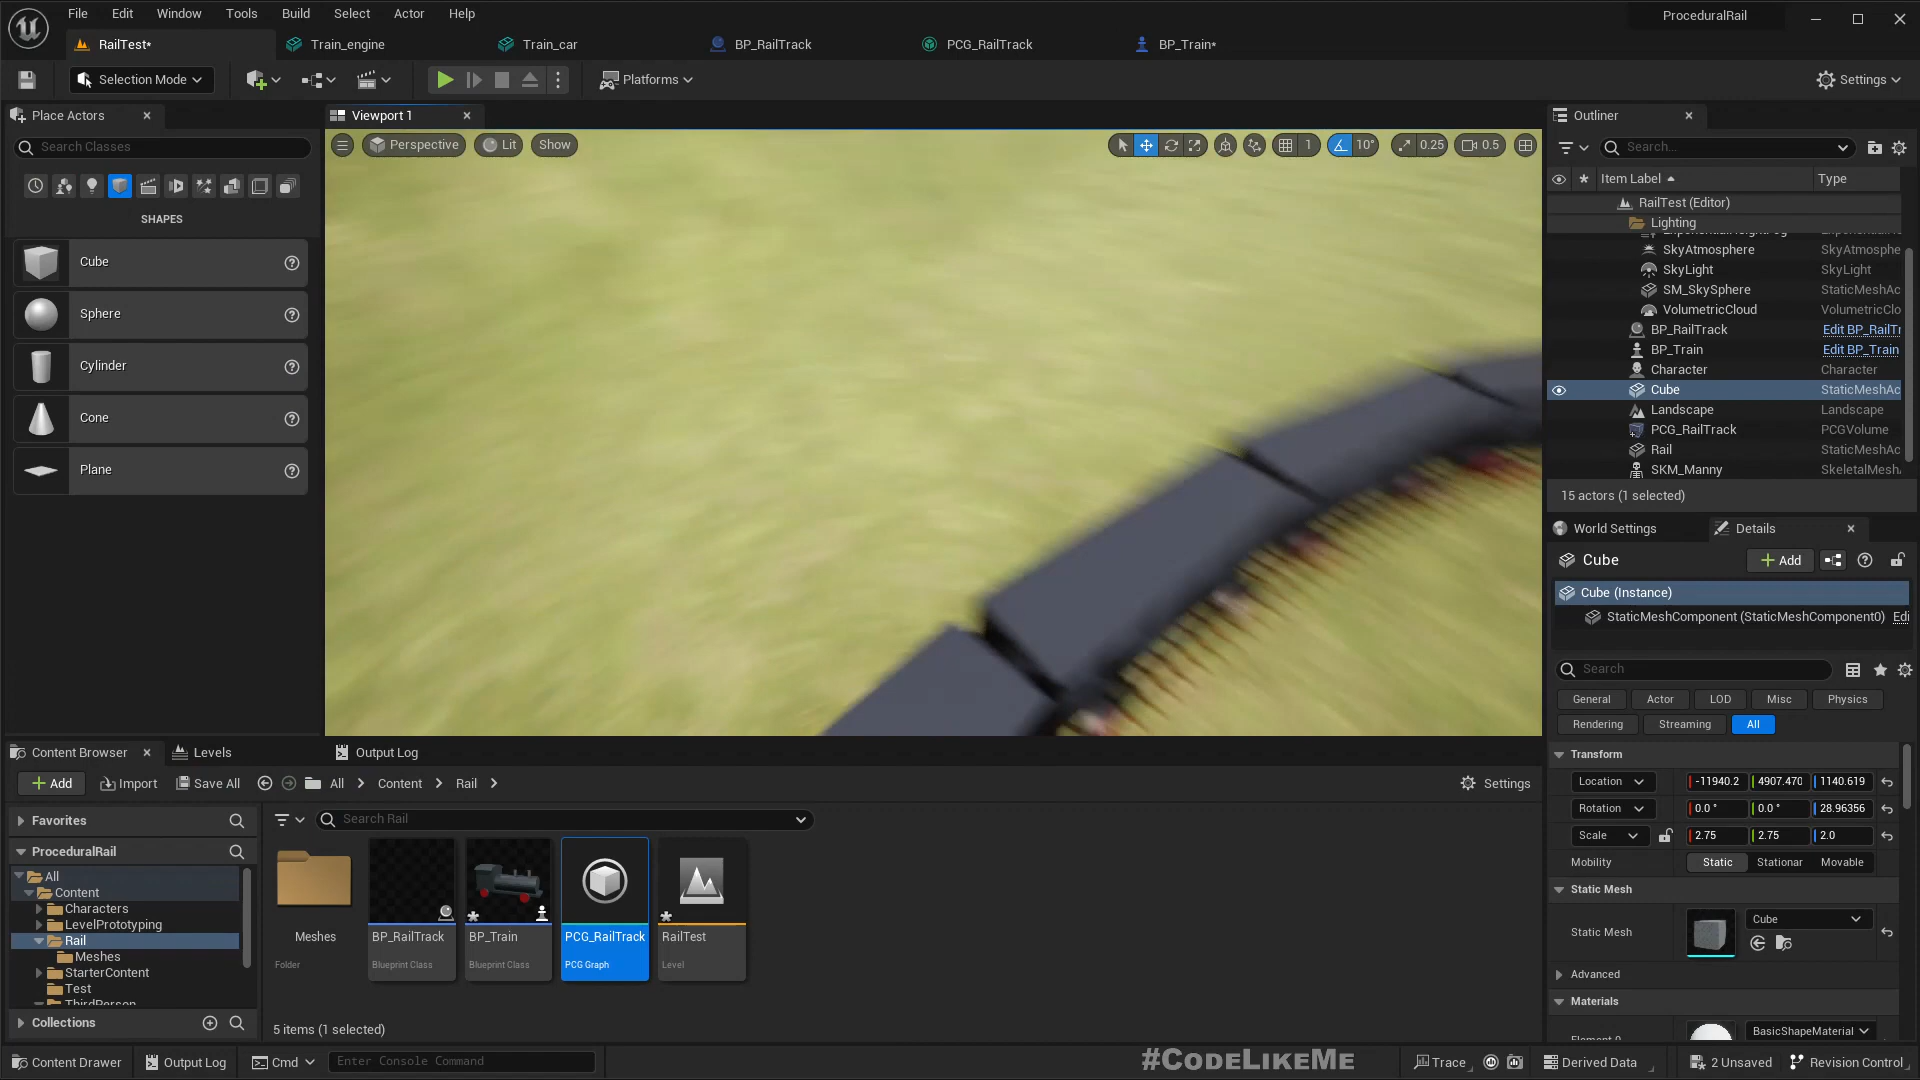 File Edit Window Tools Build Select Actor Help
ProceduralRail
RailTest* Train_engine Train_car BP_RailTrack PCG_RailTrack BP_Train*
Selection Mode Platforms Settings
Place Actors
Search Classes
SHAPES
Cube
Sphere
Cylinder
Cone
Plane
Viewport 1
Perspective Lit Show 1 10° 0.25 0.5
Outliner
Search...
Item Label Type
RailTest (Editor)
Lighting
SkyAtmosphere SkyAtmosphe
SkyLight SkyLight
SM_SkySphere StaticMeshAc
VolumetricCloud VolumetricClo
BP_RailTrack Edit BP_RailTr
BP_Train Edit BP_Train
Character Character
Cube StaticMeshAc
Landscape Landscape
PCG_RailTrack PCGVolume
Rail StaticMeshAc
SKM_Manny SkeletalMesh
15 actors (1 selected)
World Settings Details
Cube Add
Cube (Instance)
StaticMeshComponent (StaticMeshComponent0) Edi
Search
General Actor LOD Misc Physics
Rendering Streaming All
Transform
Location -11940.2 4907.470 1140.619
Rotation 0.0 ° 0.0 ° 28.96356
Scale 2.75 2.75 2.0
Mobility Static Stationar Movable
Static Mesh
Static Mesh Cube
Advanced
Materials
BasicShapeMaterial
Content Browser Levels Output Log
Add Import Save All All Content Rail Settings
Favorites
ProceduralRail
All
Content
Characters
LevelPrototyping
Rail
Meshes
StarterContent
Test
ThirdPerson
Collections
Search Rail
Meshes BP_RailTrack BP_Train PCG_RailTrack RailTest
Folder Blueprint Class Blueprint Class PCG Graph Level
5 items (1 selected)
Content Drawer Output Log Cmd Enter Console Command #CodeLikeMe Trace Derived Data 2 Unsaved Revision Control